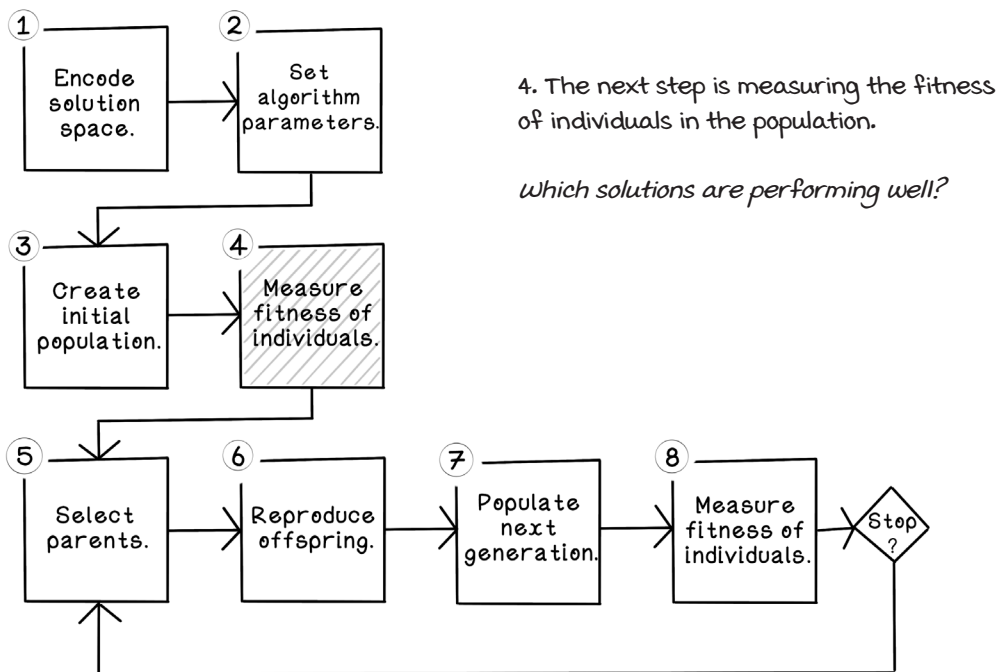 1
Encode
solution
space.
2
Set
algorithm
parameters.
4. The next step is measuring the fitness
of individuals in the population.
Which solutions are performing well?
3
Create
initial
population.
4
Measure
fitness of
individuals.
5
Select
parents.
6
Reproduce
offspring.
7
Populate
next
generation.
8
Measure
fitness of
individuals.
Stop
?